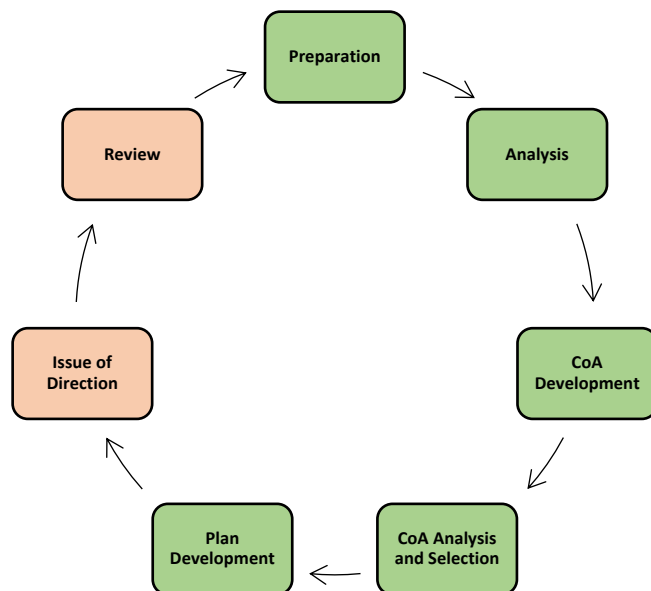 Preparation
Analysis
CoA
Development
CoA Analysis
and Selection
Plan
Development
Issue of
Direction
Review